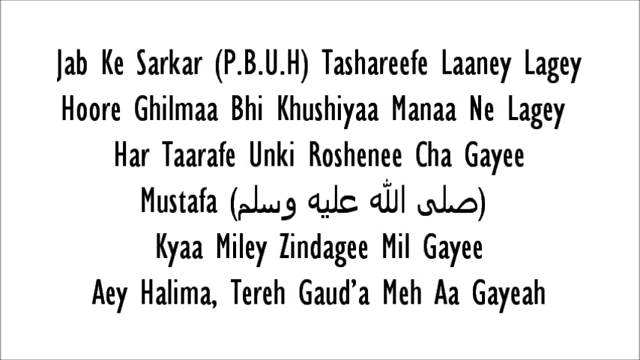 Jab Ke Sarkar (P.B.U.H) Tashareefe Laaney Lagey
Hoore Ghilmaa Bhi Khushiyaa Manaa Ne Lagey
Har Taarafe Unki Roshenee Cha Gayee
Mustafa (صلى الله عليه وسلم)
Kyaa Miley Zindagee Mil Gayee
Aey Halima, Tereh Gaud'a Meh Aa Gayeah